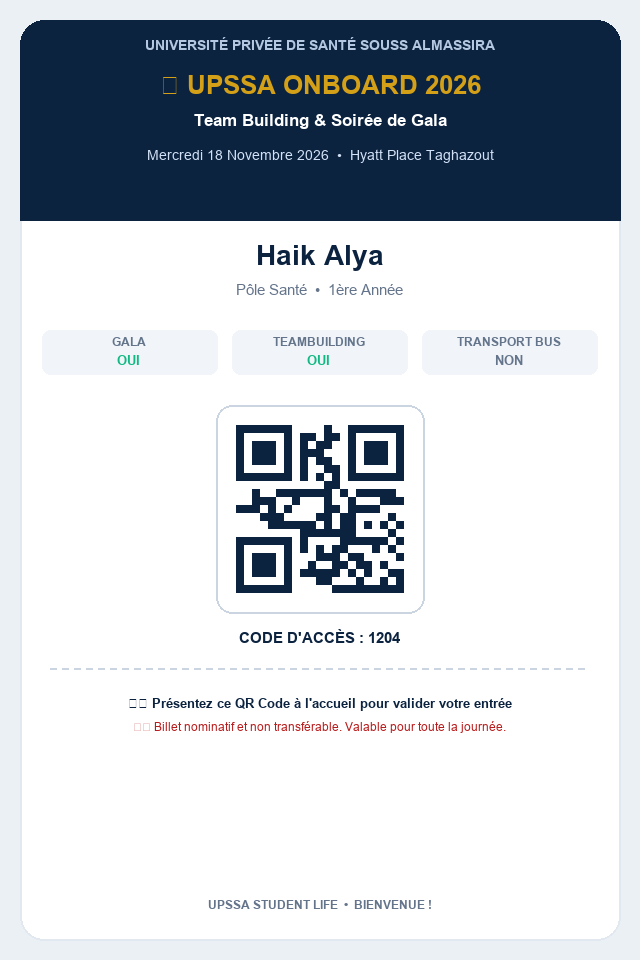 UNIVERSITÉ PRIVÉE DE SANTÉ SOUSS ALMASSIRA
UPSSA ONBOARD 2026
Team Building & Soirée de Gala
Mercredi 18 Novembre 2026 • Hyatt Place Taghazout
Haik Alya
Pôle Santé • 1ère Année
GALA
OUI
TEAMBUILDING
OUI
TRANSPORT BUS
NON
CODE D'ACCÈS : 1204
Présentez ce QR Code à l'accueil pour valider votre entrée
Billet nominatif et non transférable. Valable pour toute la journée.
UPSSA STUDENT LIFE • BIENVENUE !